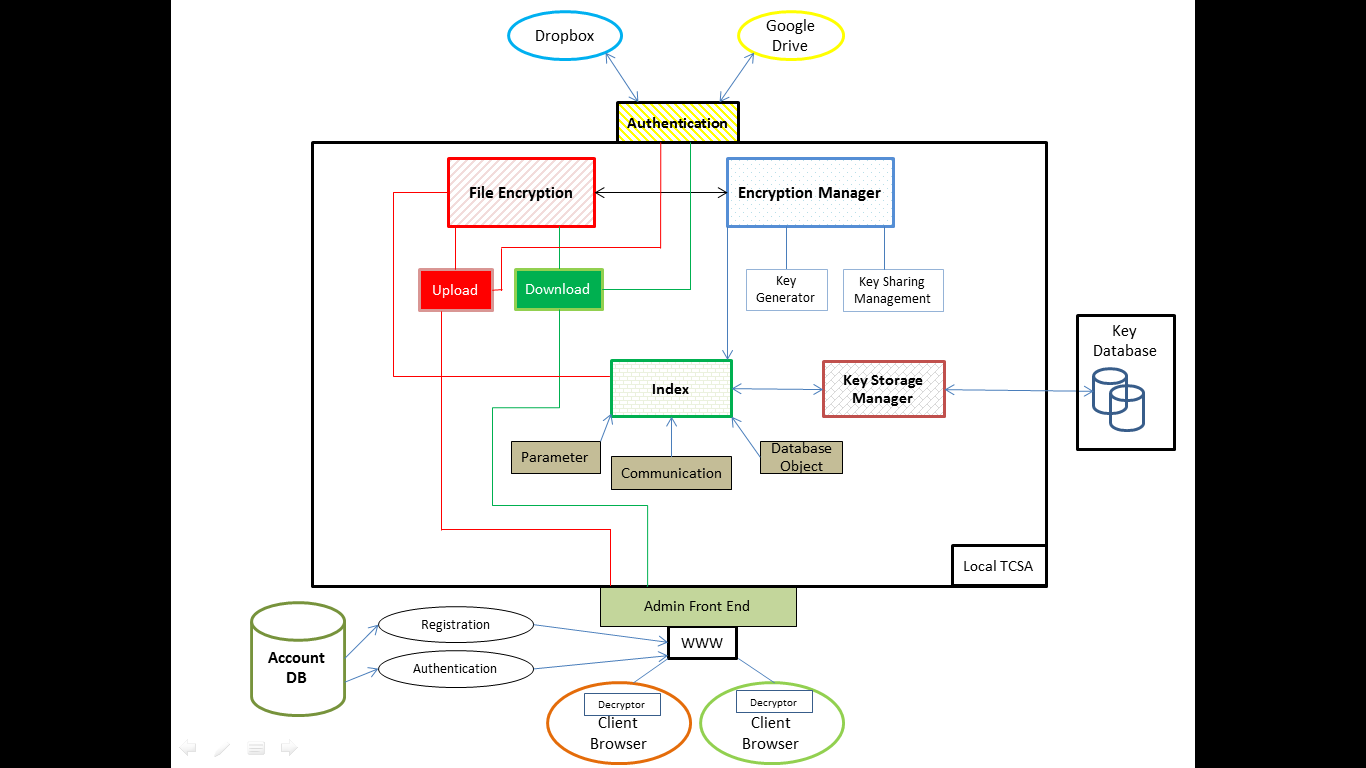 Dropbox
Google
Drive
Authentication
File Encryption
Encryption Manager
Upload
Download
Key
Generator
Key Sharing
Management
Key
Database
Index
Key Storage
Manager
Parameter
Communication
Database
Object
Local TCSA
Admin Front End
Registration
WWW
Account
DB
Authentication
Decryptor
Client
Browser
Decryptor
Client
Browser